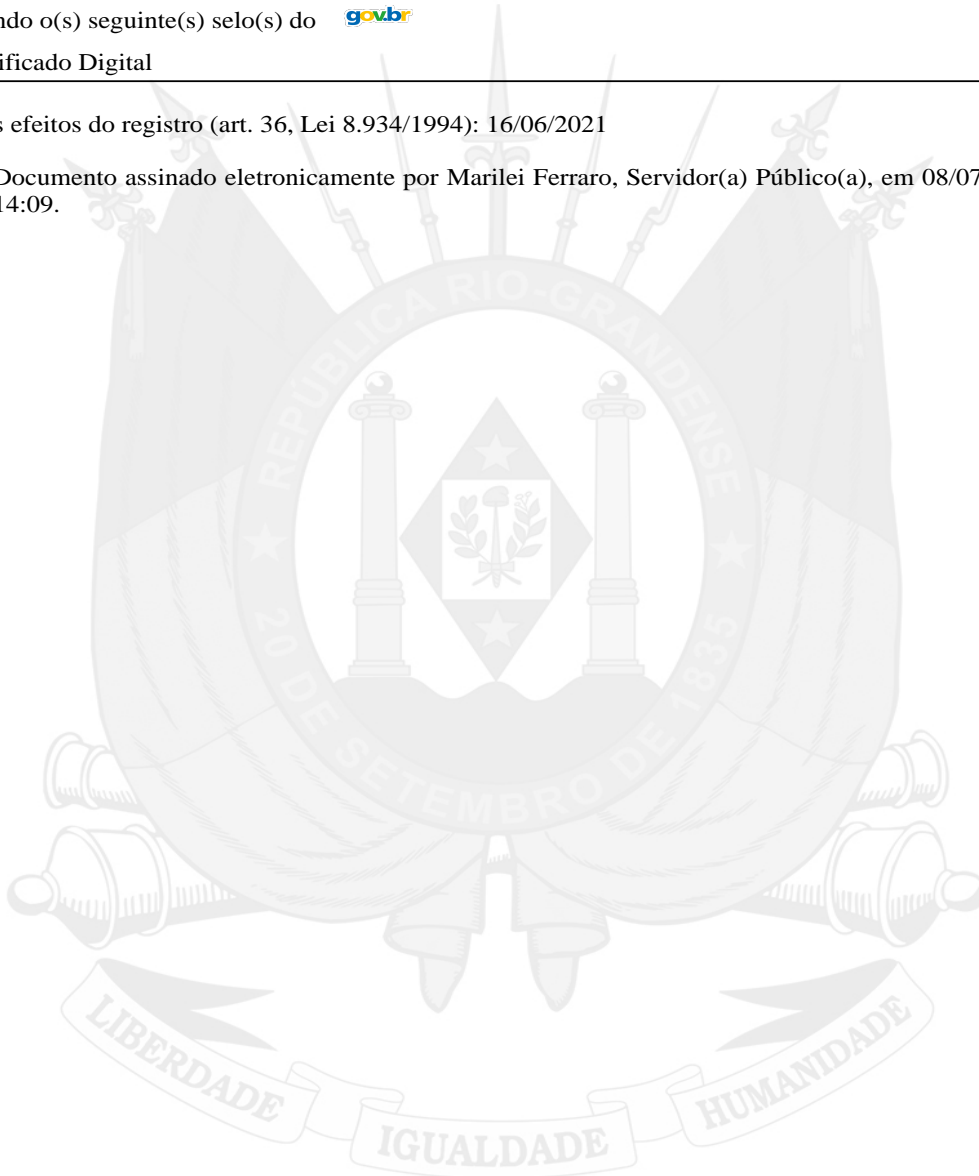 ndo o(s) seguinte(s) selo(s) do gov.br
ificado Digital
s efeitos do registro (art. 36, Lei 8.934/1994): 16/06/2021
Documento assinado eletronicamente por Marilei Ferraro, Servidor(a) Público(a), em 08/07
14:09.
REPÚBLICA RIO-GRANDENSE
20 DE SETEMBRO DE 1835
LIBERDADE
IGUALDADE
HUMANIDADE